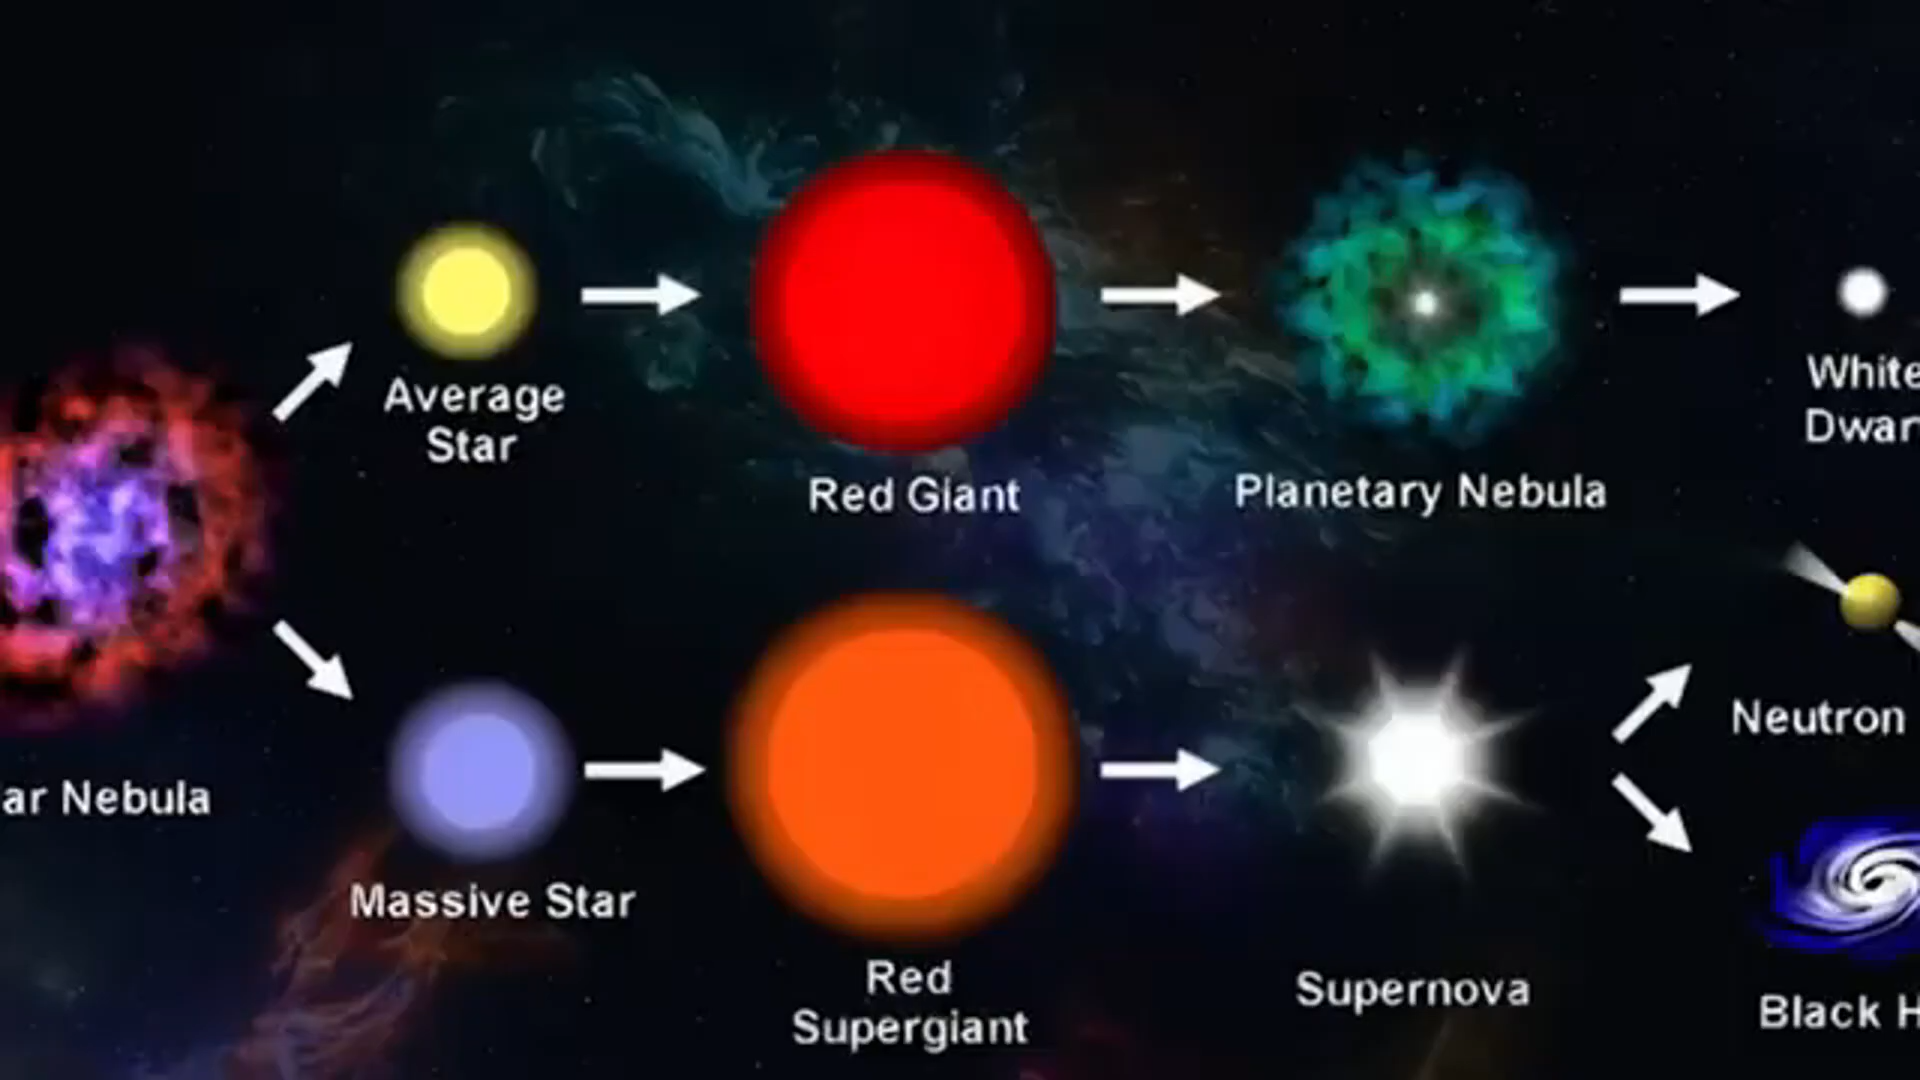 Average
Star
Red Giant
Planetary Nebula
White
Dwar
Neutron
ar Nebula
Massive Star
Red
Supergiant
Supernova
Black H